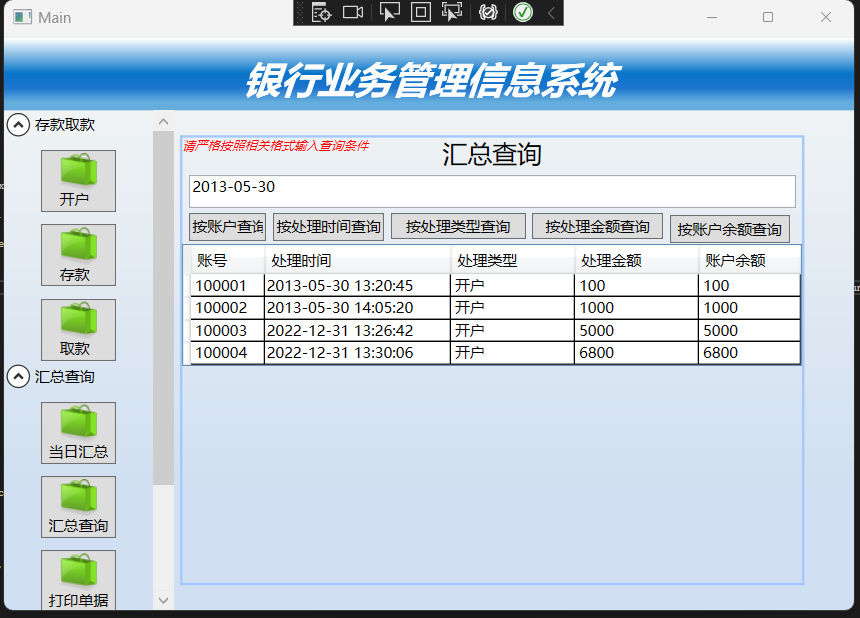 Main
银行业务管理信息系统
存款取款
开户
存款
取款
汇总查询
当日汇总
汇总查询
打印单据
请严格按照相关格式输入查询条件
汇总查询
2013-05-30
按账户查询 按处理时间查询 按处理类型查询 按处理金额查询 按账户余额查询
账号 处理时间 处理类型 处理金额 账户余额
100001 2013-05-30 13:20:45 开户 100 100
100002 2013-05-30 14:05:20 开户 1000 1000
100003 2022-12-31 13:26:42 开户 5000 5000
100004 2022-12-31 13:30:06 开户 6800 6800